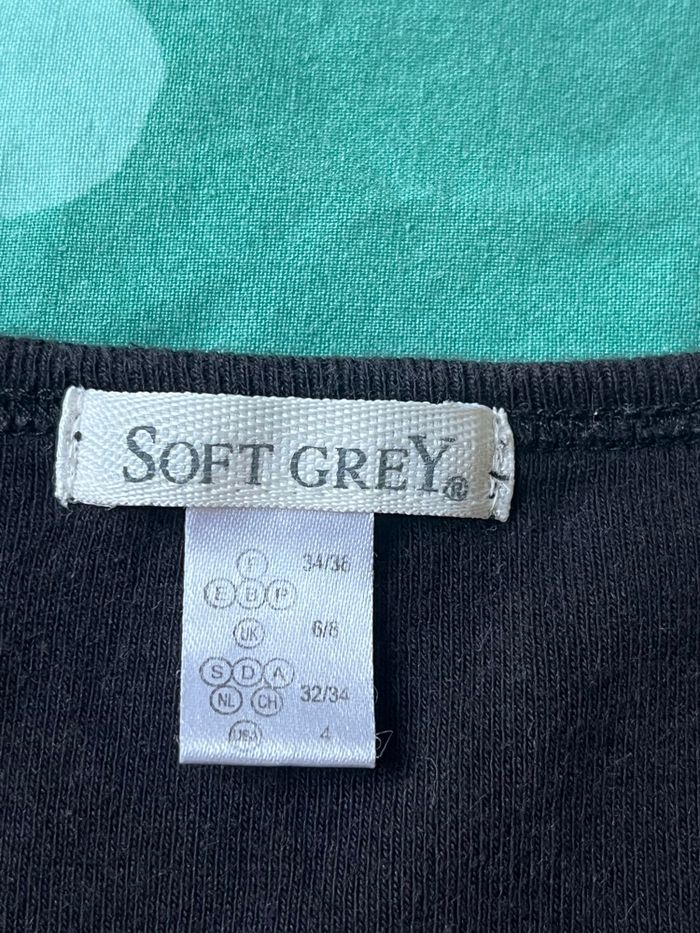 SOFT GREY®
F 34/36
E B P
UK 6/8
S D A
NL CH 32/34
USA 4